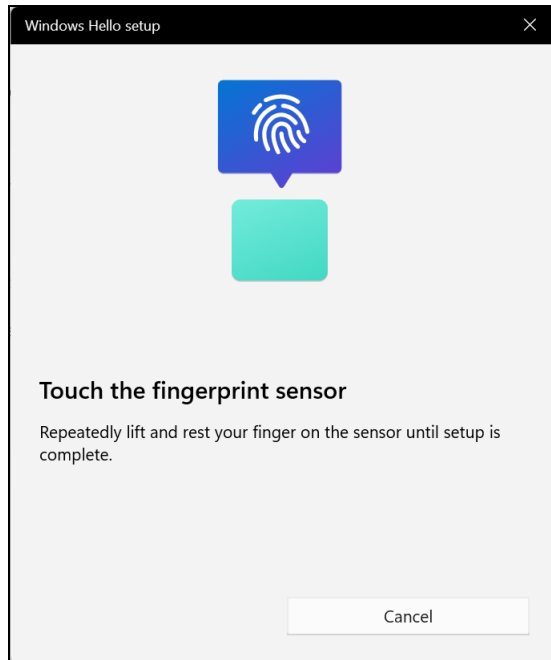 Windows Hello setup
Touch the fingerprint sensor
Repeatedly lift and rest your finger on the sensor until setup is
complete.
Cancel